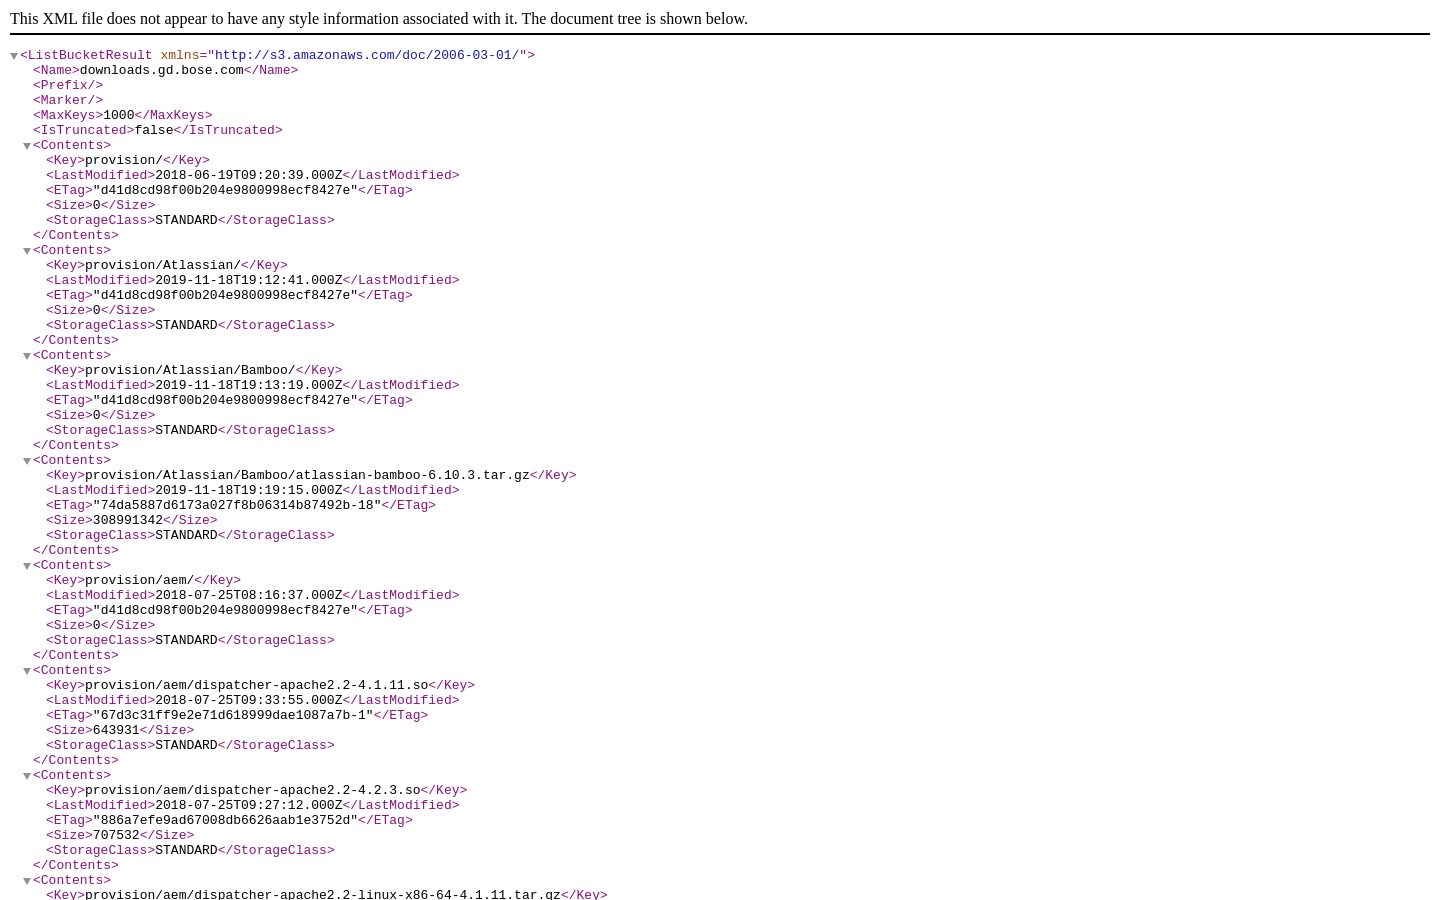 This XML file does not appear to have any style information associated with it. The document tree is shown below.
<ListBucketResult xmlns="http://s3.amazonaws.com/doc/2006-03-01/">
<Name>downloads.gd.bose.com</Name>
<Prefix/>
<Marker/>
<MaxKeys>1000</MaxKeys>
<IsTruncated>false</IsTruncated>
<Contents>
<Key>provision/</Key>
<LastModified>2018-06-19T09:20:39.000Z</LastModified>
<ETag>"d41d8cd98f00b204e9800998ecf8427e"</ETag>
<Size>0</Size>
<StorageClass>STANDARD</StorageClass>
</Contents>
<Contents>
<Key>provision/Atlassian/</Key>
<LastModified>2019-11-18T19:12:41.000Z</LastModified>
<ETag>"d41d8cd98f00b204e9800998ecf8427e"</ETag>
<Size>0</Size>
<StorageClass>STANDARD</StorageClass>
</Contents>
<Contents>
<Key>provision/Atlassian/Bamboo/</Key>
<LastModified>2019-11-18T19:13:19.000Z</LastModified>
<ETag>"d41d8cd98f00b204e9800998ecf8427e"</ETag>
<Size>0</Size>
<StorageClass>STANDARD</StorageClass>
</Contents>
<Contents>
<Key>provision/Atlassian/Bamboo/atlassian-bamboo-6.10.3.tar.gz</Key>
<LastModified>2019-11-18T19:19:15.000Z</LastModified>
<ETag>"74da5887d6173a027f8b06314b87492b-18"</ETag>
<Size>308991342</Size>
<StorageClass>STANDARD</StorageClass>
</Contents>
<Contents>
<Key>provision/aem/</Key>
<LastModified>2018-07-25T08:16:37.000Z</LastModified>
<ETag>"d41d8cd98f00b204e9800998ecf8427e"</ETag>
<Size>0</Size>
<StorageClass>STANDARD</StorageClass>
</Contents>
<Contents>
<Key>provision/aem/dispatcher-apache2.2-4.1.11.so</Key>
<LastModified>2018-07-25T09:33:55.000Z</LastModified>
<ETag>"67d3c31ff9e2e71d618999dae1087a7b-1"</ETag>
<Size>643931</Size>
<StorageClass>STANDARD</StorageClass>
</Contents>
<Contents>
<Key>provision/aem/dispatcher-apache2.2-4.2.3.so</Key>
<LastModified>2018-07-25T09:27:12.000Z</LastModified>
<ETag>"886a7efe9ad67008db6626aab1e3752d"</ETag>
<Size>707532</Size>
<StorageClass>STANDARD</StorageClass>
</Contents>
<Contents>
<Key>provision/aem/dispatcher-apache2.2-linux-x86-64-4.1.11.tar.gz</Key>